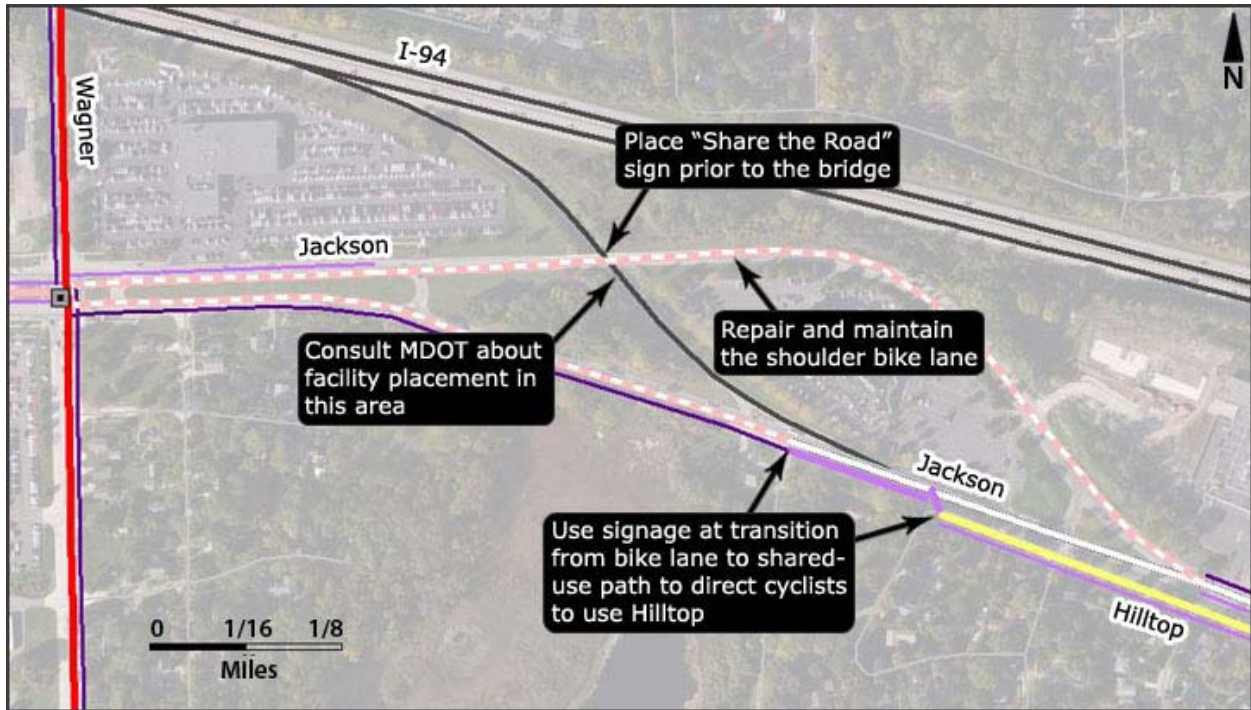 I-94
N
Wagner
Place “Share the Road”
sign prior to the bridge
Jackson
Repair and maintain
the shoulder bike lane
Consult MDOT about
facility placement in
this area
Jackson
Use signage at transition
from bike lane to shared-
use path to direct cyclists
to use Hilltop
Hilltop
0 1/16 1/8
Miles